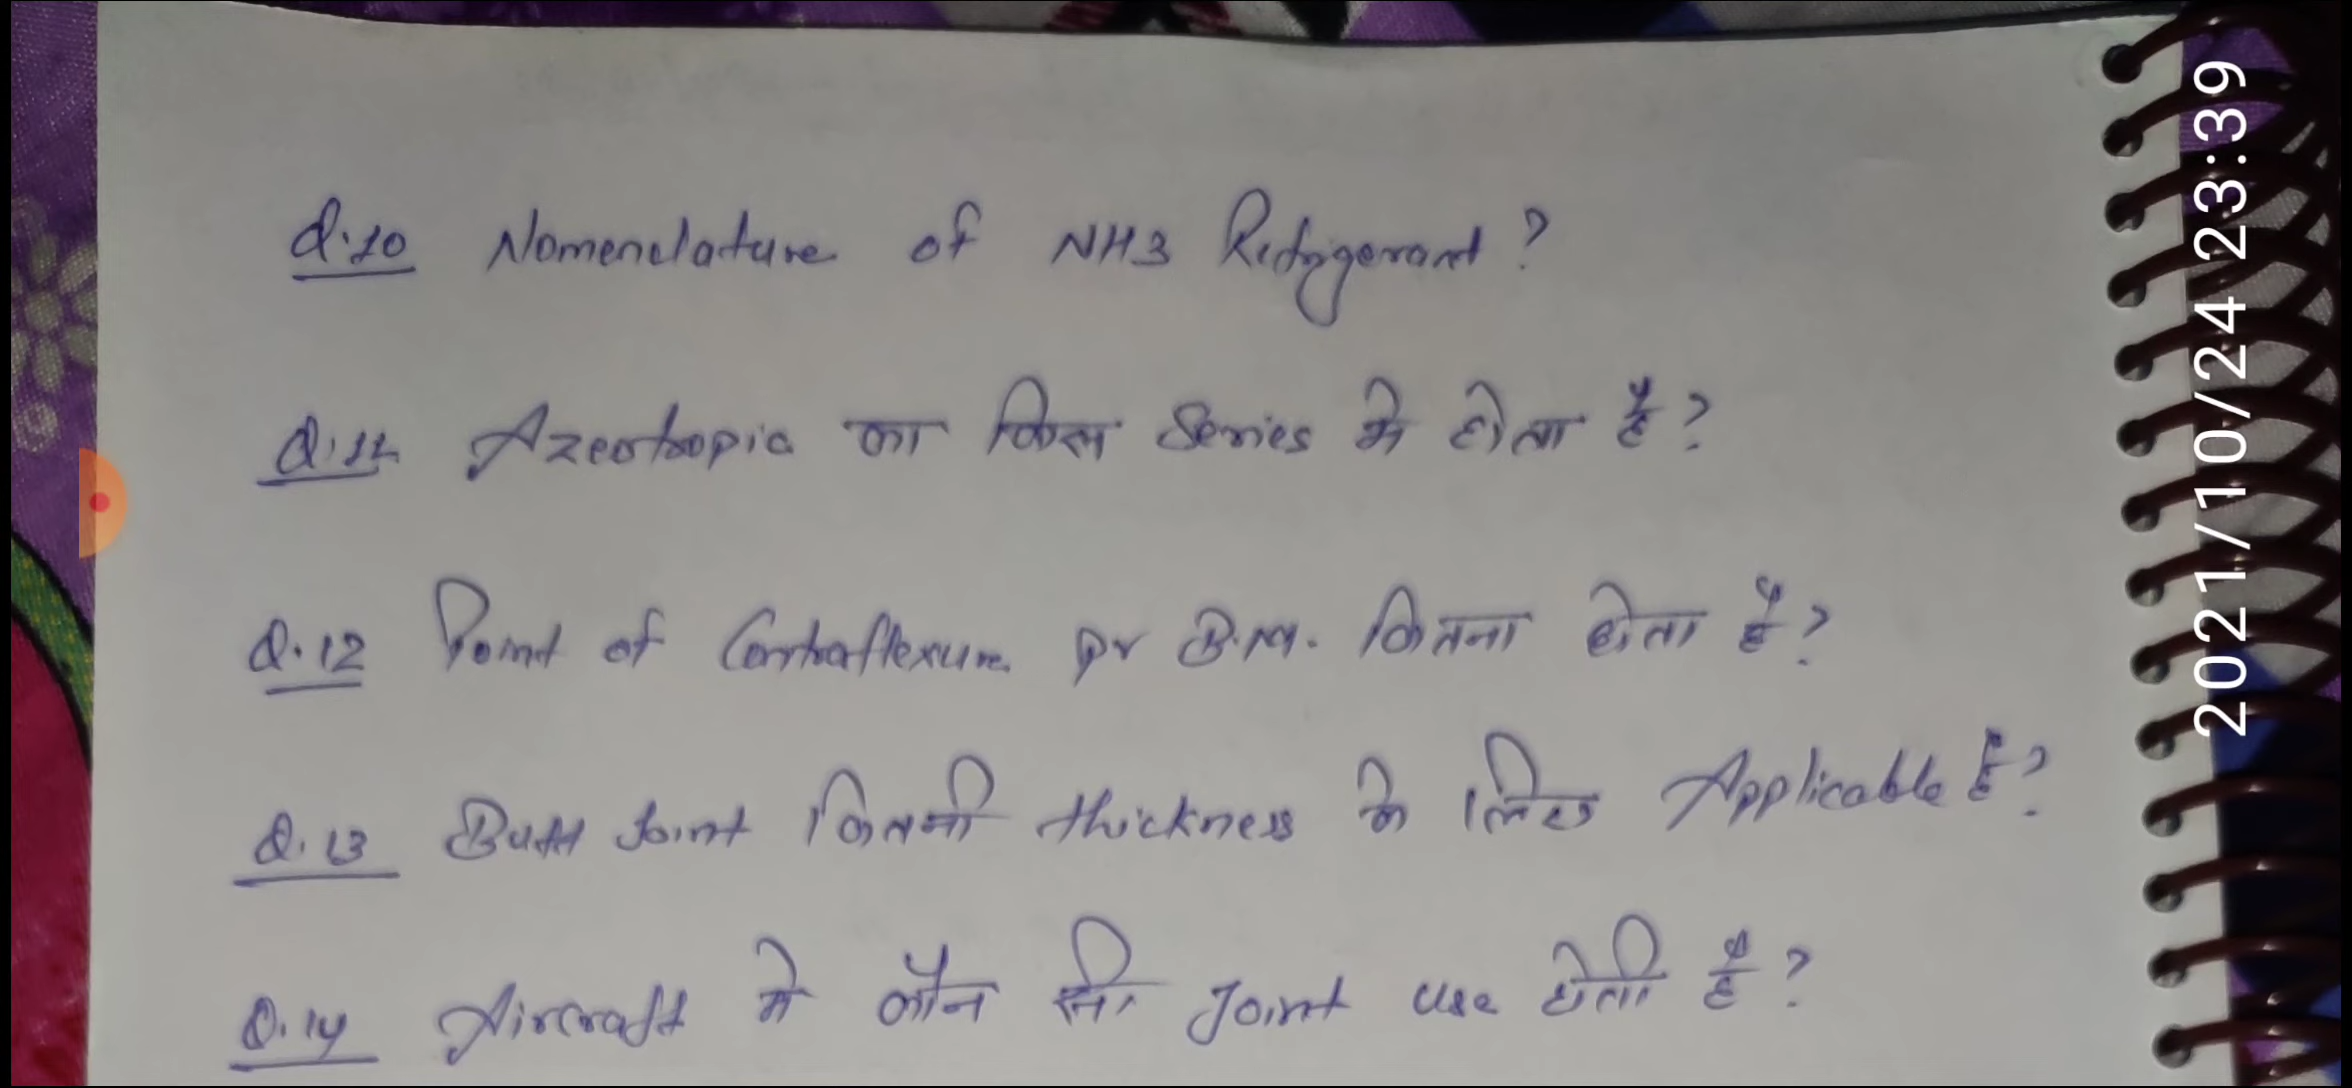 Q.10 Nomenclature of NH3 Refrigerant?
Q.11 Azeotropic का किस Series मे होता है?
Q.12 Point of Contraflexure पर B.M. कितना होता है?
Q.13 Butt Joint कितनी thickness के लिए Applicable है?
Q.14 Aircraft मे कौन सी Joint use होती है?
2021/10/24 23:39